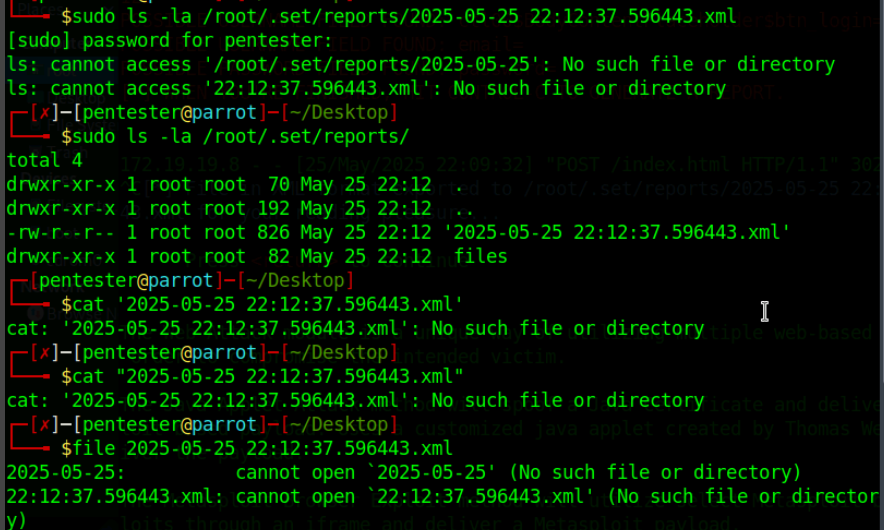 $sudo ls -la /root/.set/reports/2025-05-25 22:12:37.596443.xml
[sudo] password for pentester:
ls: cannot access '/root/.set/reports/2025-05-25': No such file or directory
ls: cannot access '22:12:37.596443.xml': No such file or directory
┌─[✗]─[pentester@parrot]─[~/Desktop]
└──╼ $sudo ls -la /root/.set/reports/
total 4
drwxr-xr-x 1 root root  70 May 25 22:12  .
drwxr-xr-x 1 root root 192 May 25 22:12  ..
-rw-r--r-- 1 root root 826 May 25 22:12 '2025-05-25 22:12:37.596443.xml'
drwxr-xr-x 1 root root  82 May 25 22:12  files
┌─[pentester@parrot]─[~/Desktop]
└──╼ $cat '2025-05-25 22:12:37.596443.xml'
cat: '2025-05-25 22:12:37.596443.xml': No such file or directory
┌─[✗]─[pentester@parrot]─[~/Desktop]
└──╼ $cat "2025-05-25 22:12:37.596443.xml"
cat: '2025-05-25 22:12:37.596443.xml': No such file or directory
┌─[✗]─[pentester@parrot]─[~/Desktop]
└──╼ $file 2025-05-25 22:12:37.596443.xml
2025-05-25:          cannot open `2025-05-25' (No such file or directory)
22:12:37.596443.xml: cannot open `22:12:37.596443.xml' (No such file or director
y)